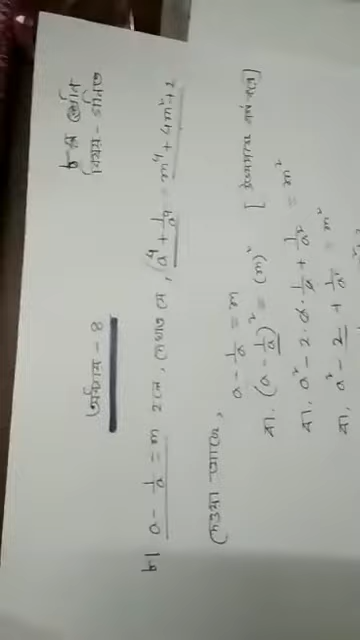 ৮ম শ্রেণি
বিষয় - গণিত
অধ্যায় - 4
৮| a - 1/a = m হলে, দেখাও যে, a⁴ + 1/a⁴ = m⁴ + 4m² + 2
দেওয়া আছে,
a - 1/a = m
বা, (a - 1/a)² = (m)² [উভয়পক্ষে বর্গ করে]
বা, a² - 2·a·1/a + 1/a² = m²
বা, a² - 2 + 1/a² = m²